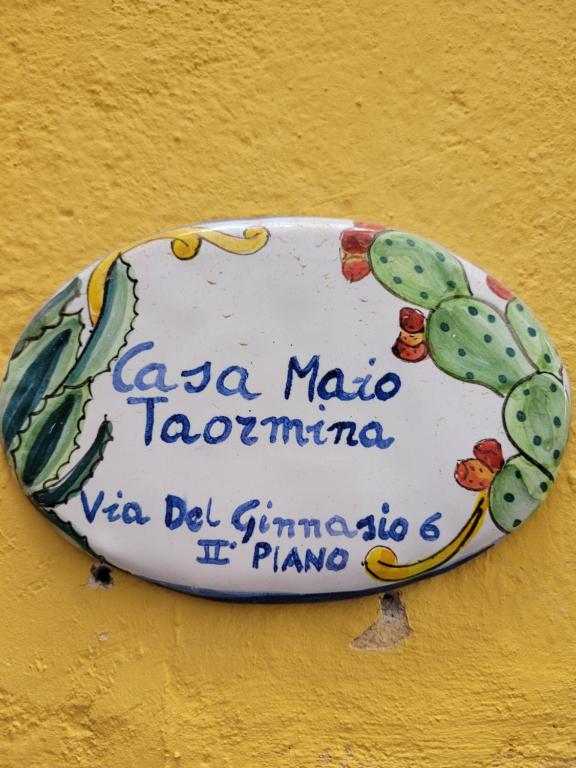 Casa Maio
Taormina
Via Del Ginnasio 6
II° PIANO